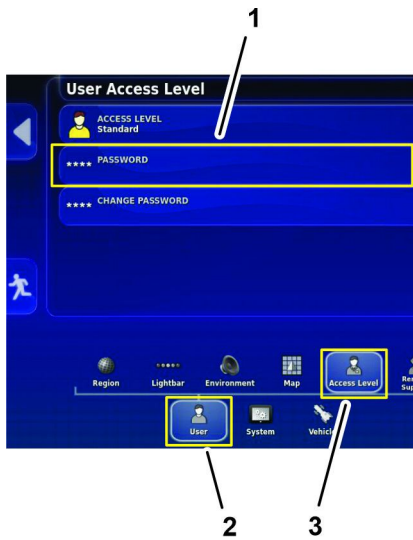 1
User Access Level
ACCESS LEVEL
Standard
**** PASSWORD
**** CHANGE PASSWORD
Region Lightbar Environment Map Access Level
User System Vehicle
2 3